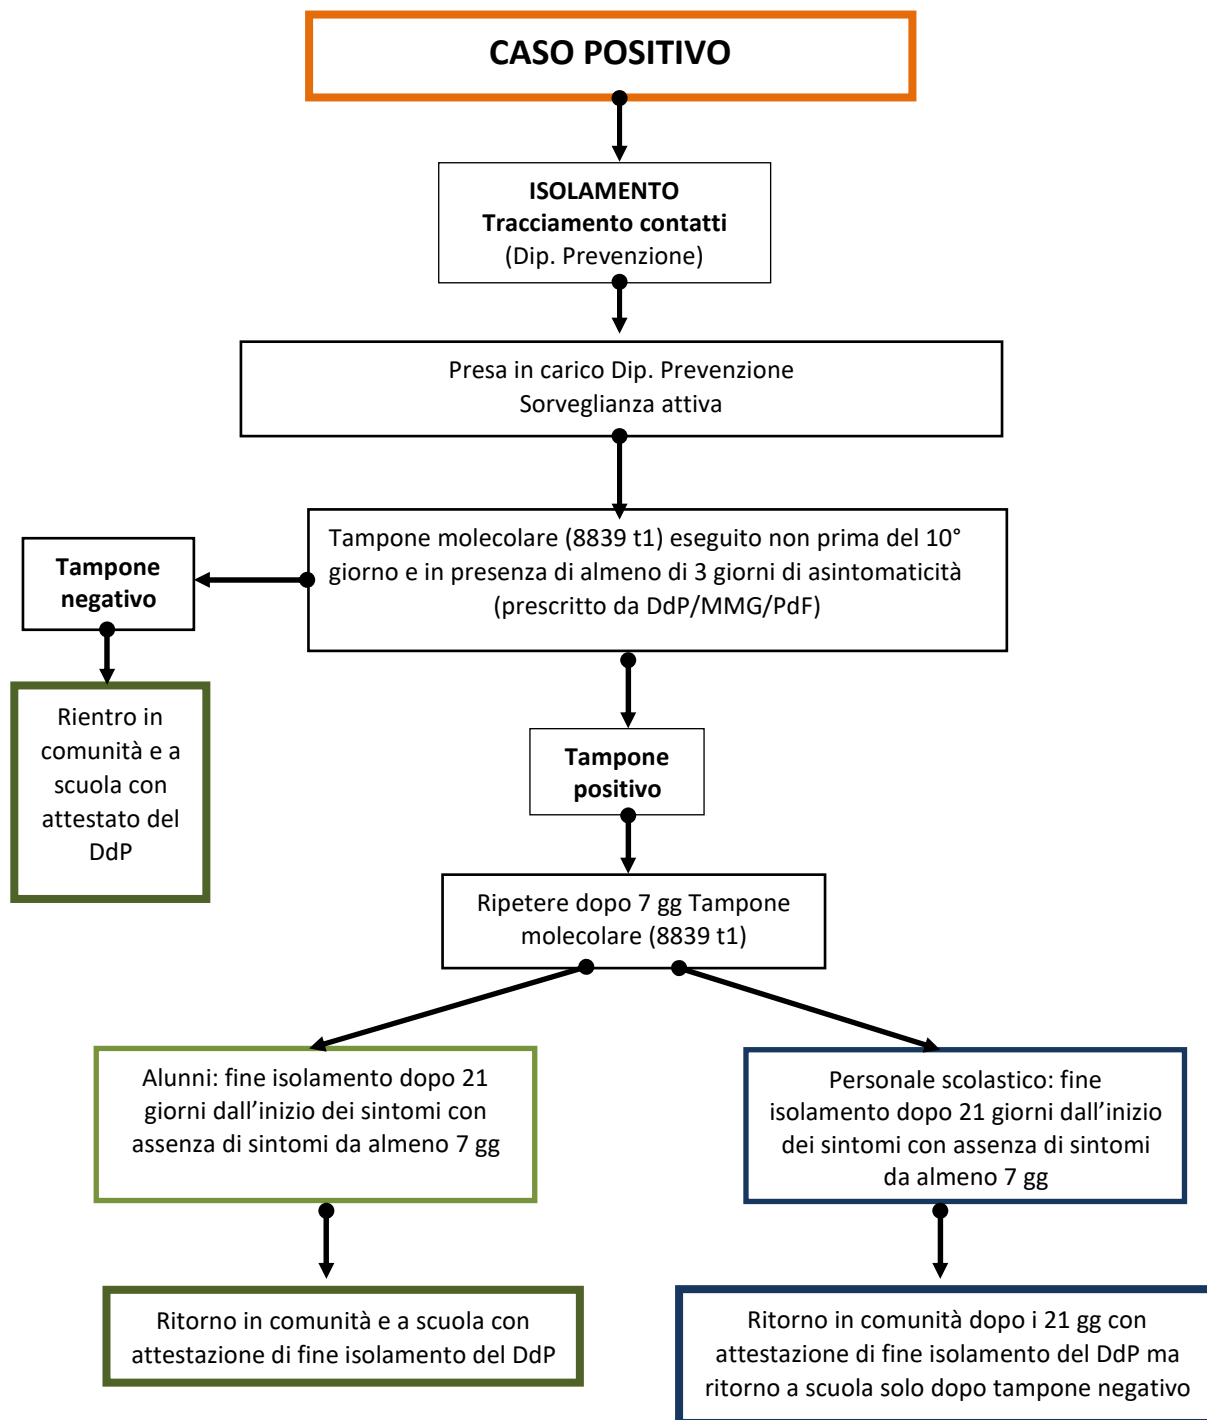 CASO POSITIVO
ISOLAMENTO
Tracciamento contatti
(Dip. Prevenzione)
Presa in carico Dip. Prevenzione
Sorveglianza attiva
Tampone molecolare (8839 t1) eseguito non prima del 10°
giorno e in presenza di almeno di 3 giorni di asintomaticità
(prescritto da DdP/MMG/PdF)
Tampone
negativo
Rientro in
comunità e a
scuola con
attestato del
DdP
Tampone
positivo
Ripetere dopo 7 gg Tampone
molecolare (8839 t1)
Alunni: fine isolamento dopo 21
giorni dall’inizio dei sintomi con
assenza di sintomi da almeno 7 gg
Personale scolastico: fine
isolamento dopo 21 giorni dall’inizio
dei sintomi con assenza di sintomi
da almeno 7 gg
Ritorno in comunità e a scuola con
attestazione di fine isolamento del DdP
Ritorno in comunità dopo i 21 gg con
attestazione di fine isolamento del DdP ma
ritorno a scuola solo dopo tampone negativo